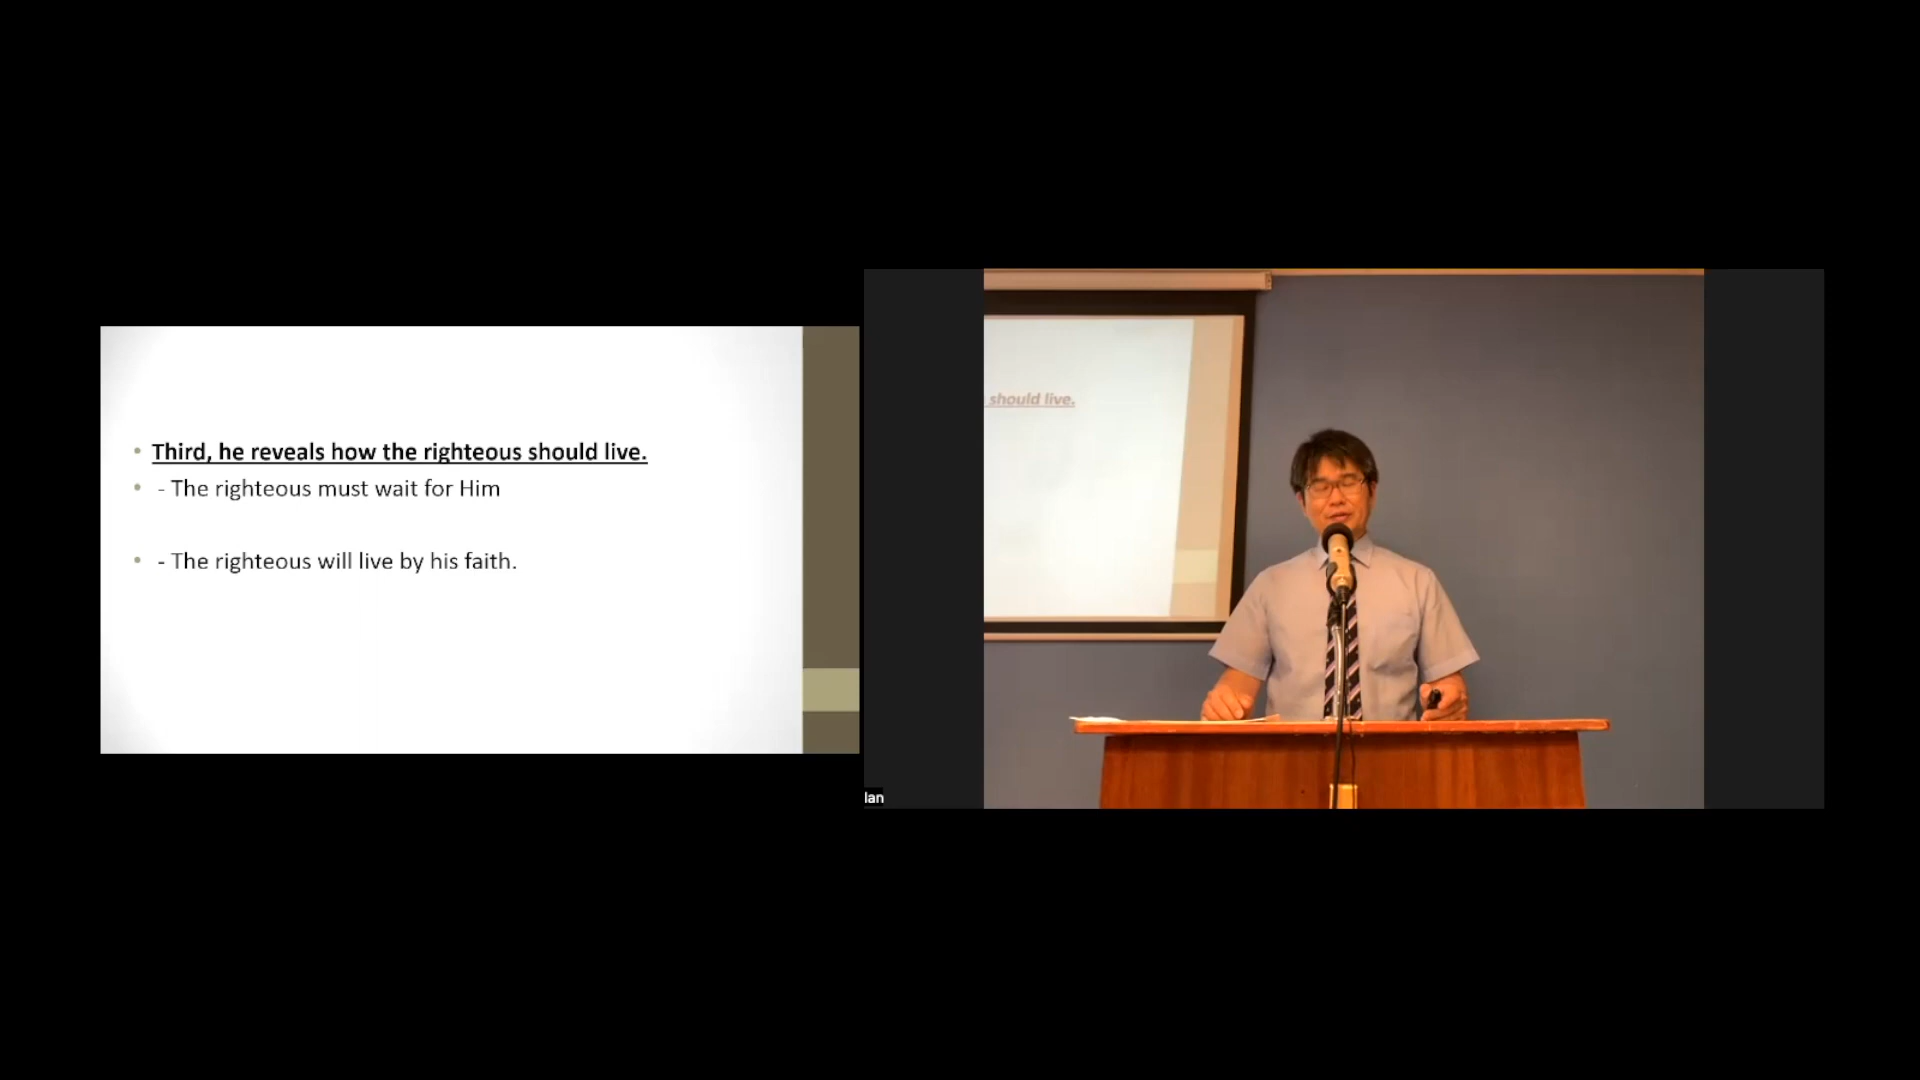 Third, he reveals how the righteous should live.
- The righteous must wait for Him
- The righteous will live by his faith.
should live.
lan